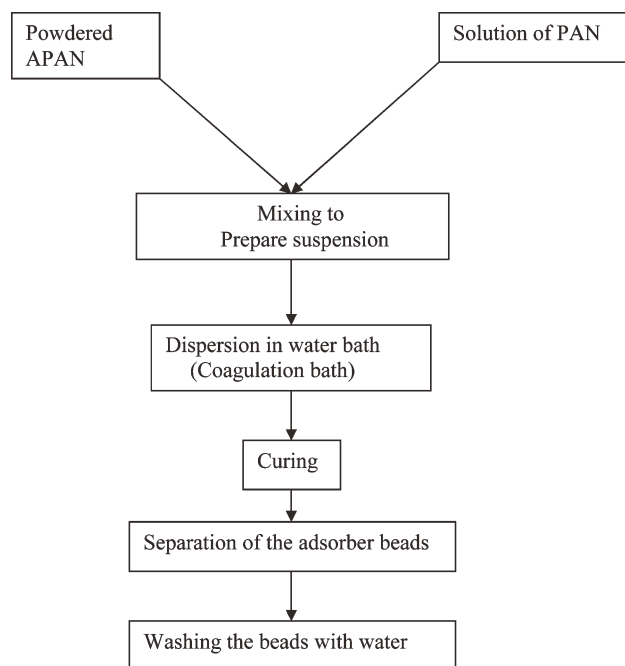 Powdered
APAN
Solution of PAN
Mixing to
Prepare suspension
Dispersion in water bath
(Coagulation bath)
Curing
Separation of the adsorber beads
Washing the beads with water